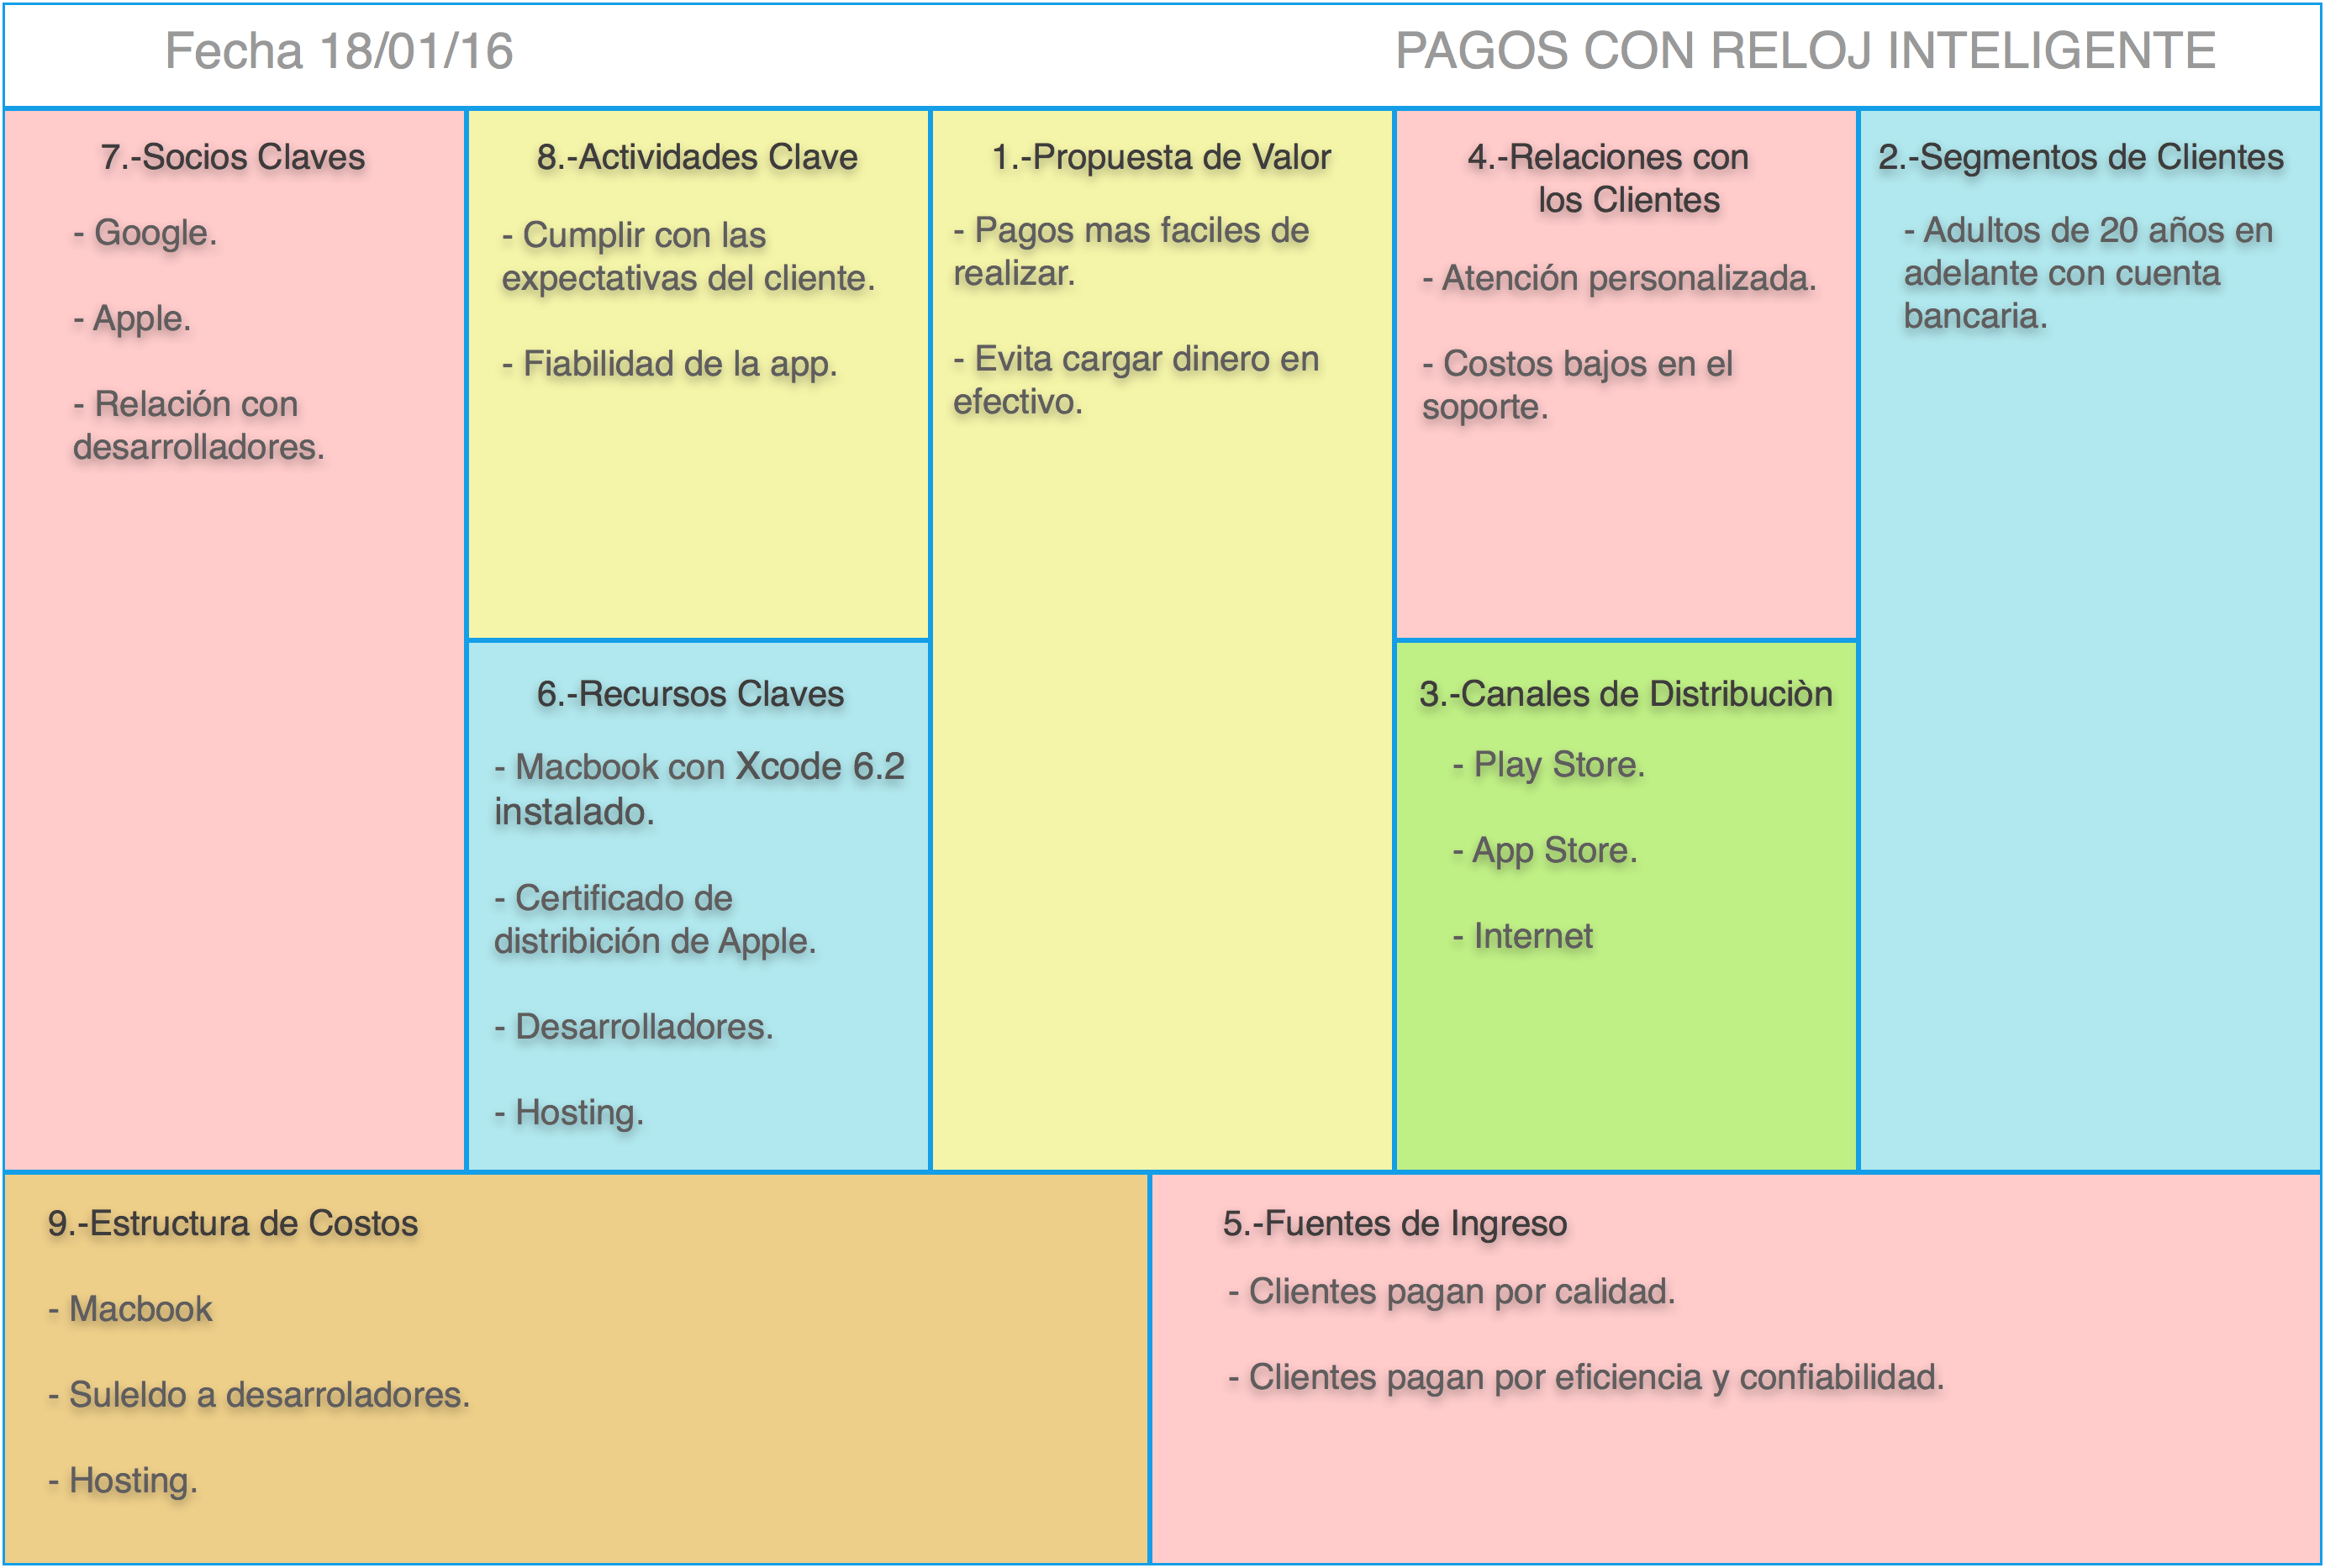 Fecha 18/01/16
PAGOS CON RELOJ INTELIGENTE
7.-Socios Claves
- Google.
- Apple.
- Relación con
desarrolladores.
8.-Actividades Clave
- Cumplir con las
expectativas del cliente.
- Fiabilidad de la app.
6.-Recursos Claves
- Macbook con Xcode 6.2
instalado.
- Certificado de
distribición de Apple.
- Desarrolladores.
- Hosting.
1.-Propuesta de Valor
- Pagos mas faciles de
realizar.
- Evita cargar dinero en
efectivo.
4.-Relaciones con
los Clientes
- Atención personalizada.
- Costos bajos en el
soporte.
3.-Canales de Distribuciòn
- Play Store.
- App Store.
- Internet
2.-Segmentos de Clientes
- Adultos de 20 años en
adelante con cuenta
bancaria.
9.-Estructura de Costos
- Macbook
- Suleldo a desarroladores.
- Hosting.
5.-Fuentes de Ingreso
- Clientes pagan por calidad.
- Clientes pagan por eficiencia y confiabilidad.